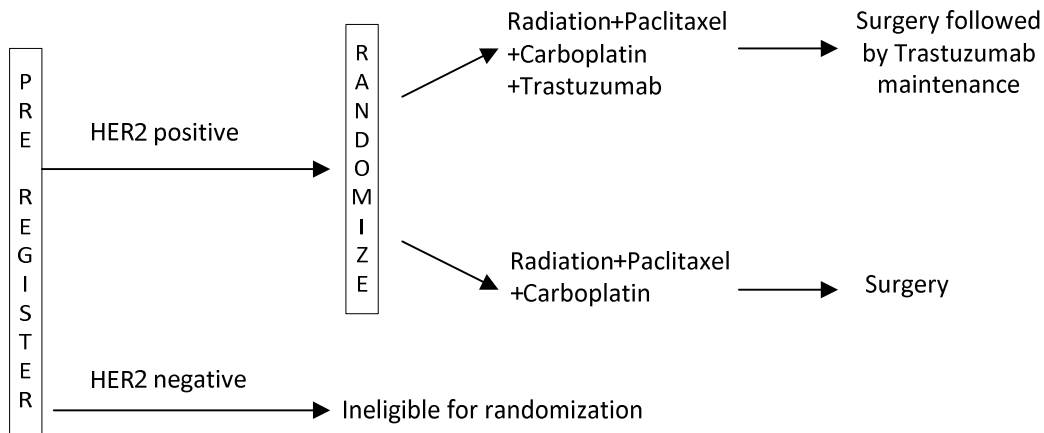 PRE REGISTER
HER2 positive
RANDOMIZE
Radiation+Paclitaxel
+Carboplatin
+Trastuzumab
Surgery followed
by Trastuzumab
maintenance
Radiation+Paclitaxel
+Carboplatin
Surgery
HER2 negative
Ineligible for randomization